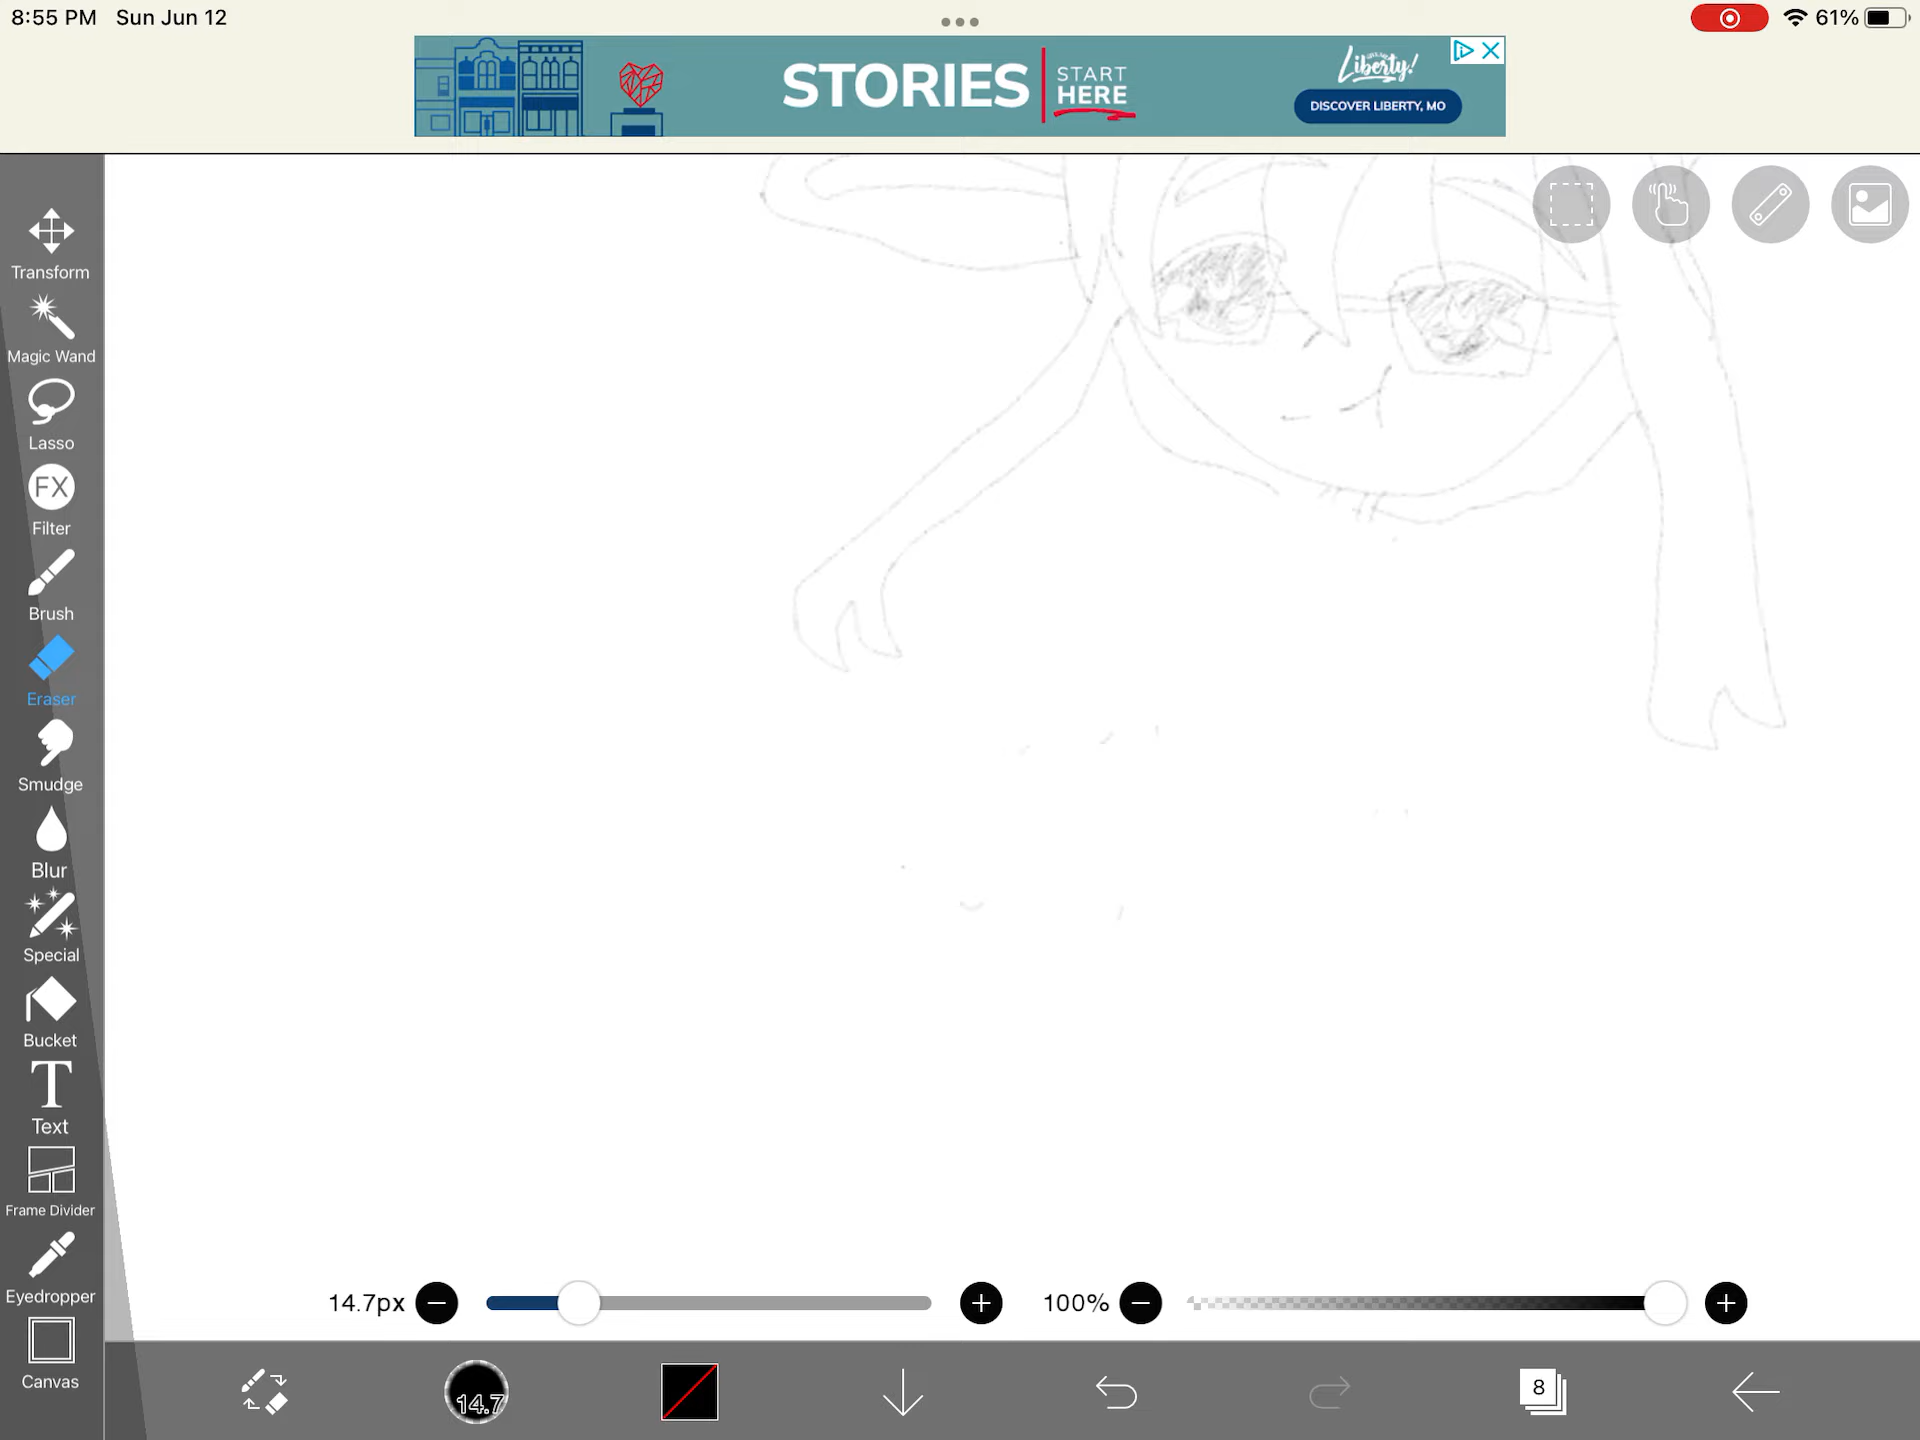 8:55 PM Sun Jun 12
61%
STORIES
START
HERE
Liberty!
DISCOVER LIBERTY, MO
Transform
Magic Wand
Lasso
FX
Filter
Brush
Eraser
Smudge
Blur
Special
Bucket
T
Text
Frame Divider
Eyedropper
Canvas
14.7px
100%
14.7
8